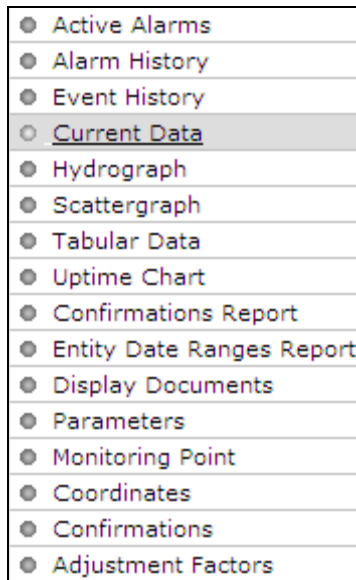 Active Alarms
Alarm History
Event History
Current Data
Hydrograph
Scattergraph
Tabular Data
Uptime Chart
Confirmations Report
Entity Date Ranges Report
Display Documents
Parameters
Monitoring Point
Coordinates
Confirmations
Adjustment Factors